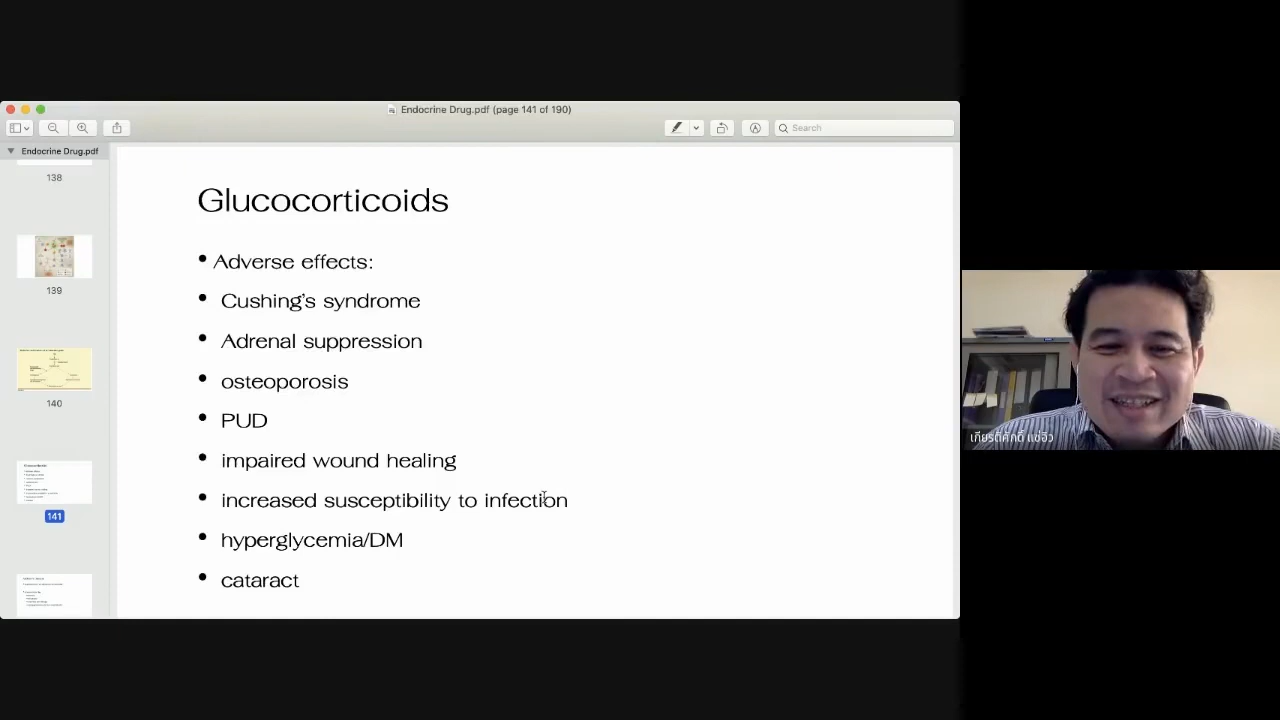 Endocrine Drug.pdf (page 141 of 190)
Search
Endocrine Drug.pdf
138
139
140
141
Glucocorticoids
• Adverse effects:
• Cushing's syndrome
• Adrenal suppression
• osteoporosis
• PUD
• impaired wound healing
• increased susceptibility to infection
• hyperglycemia/DM
• cataract
เกียรติศักดิ์ แซ่อิว